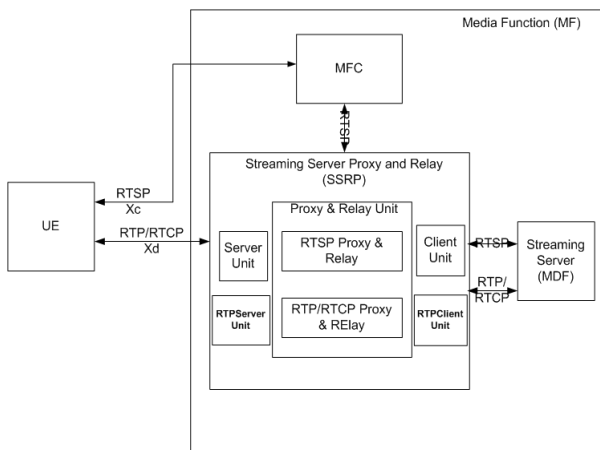 Media Function (MF)
MFC
RTSP
Streaming Server Proxy and Relay
(SSRP)
RTSP
Xc
UE
RTP/RTCP
Xd
Proxy & Relay Unit
Server
Unit
RTSP Proxy &
Relay
Client
Unit
RTSP
Streaming
Server
(MDF)
RTP/
RTCP
RTPServer
Unit
RTP/RTCP Proxy
& RElay
RTPClient
Unit